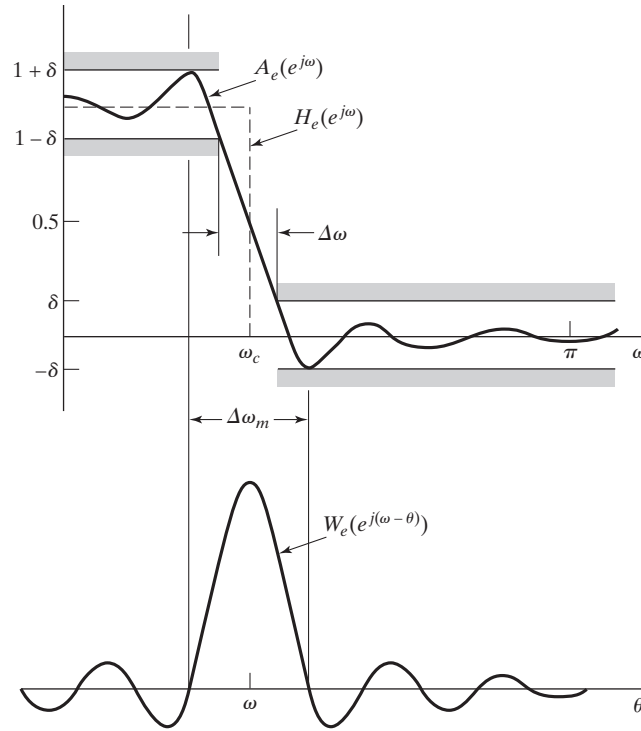 1 + δ
A_e(e^{jω})
H_e(e^{jω})
1 – δ
0.5
Δω
δ
ω_c
π
ω
–δ
Δω_m
W_e(e^{j(ω – θ)})
ω
θ